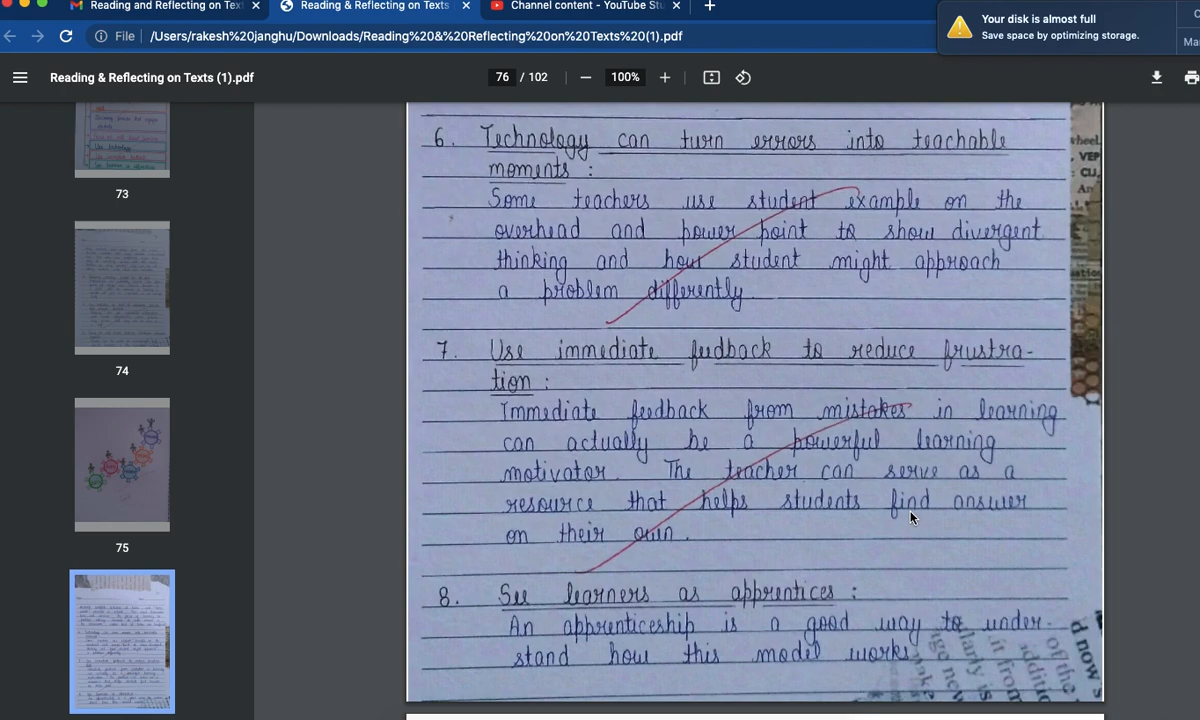 Reading and Reflecting on Tex
Reading & Reflecting on Texts
Channel content - YouTube Stu
Your disk is almost full
Save space by optimizing storage.
File
/Users/rakesh%20janghu/Downloads/Reading%20&%20Reflecting%20on%20Texts%20(1).pdf
Mar
Reading & Reflecting on Texts (1).pdf
76 / 102
100%
73
74
75
6. Technology can turn errors into teachable
moments :
Some teachers use student example on the
overhead and power point to show divergent
thinking and how student might approach
a problem differently.
7. Use immediate feedback to reduce frustra-
tion :
Immediate feedback from mistakes in learning
can actually be a powerful learning
motivator. The teacher can serve as a
resource that helps students find answer
on their own.
8. See learners as apprentices :
An apprenticeship is a good way to under-
stand how this model works
wheel.
VEP
d now s